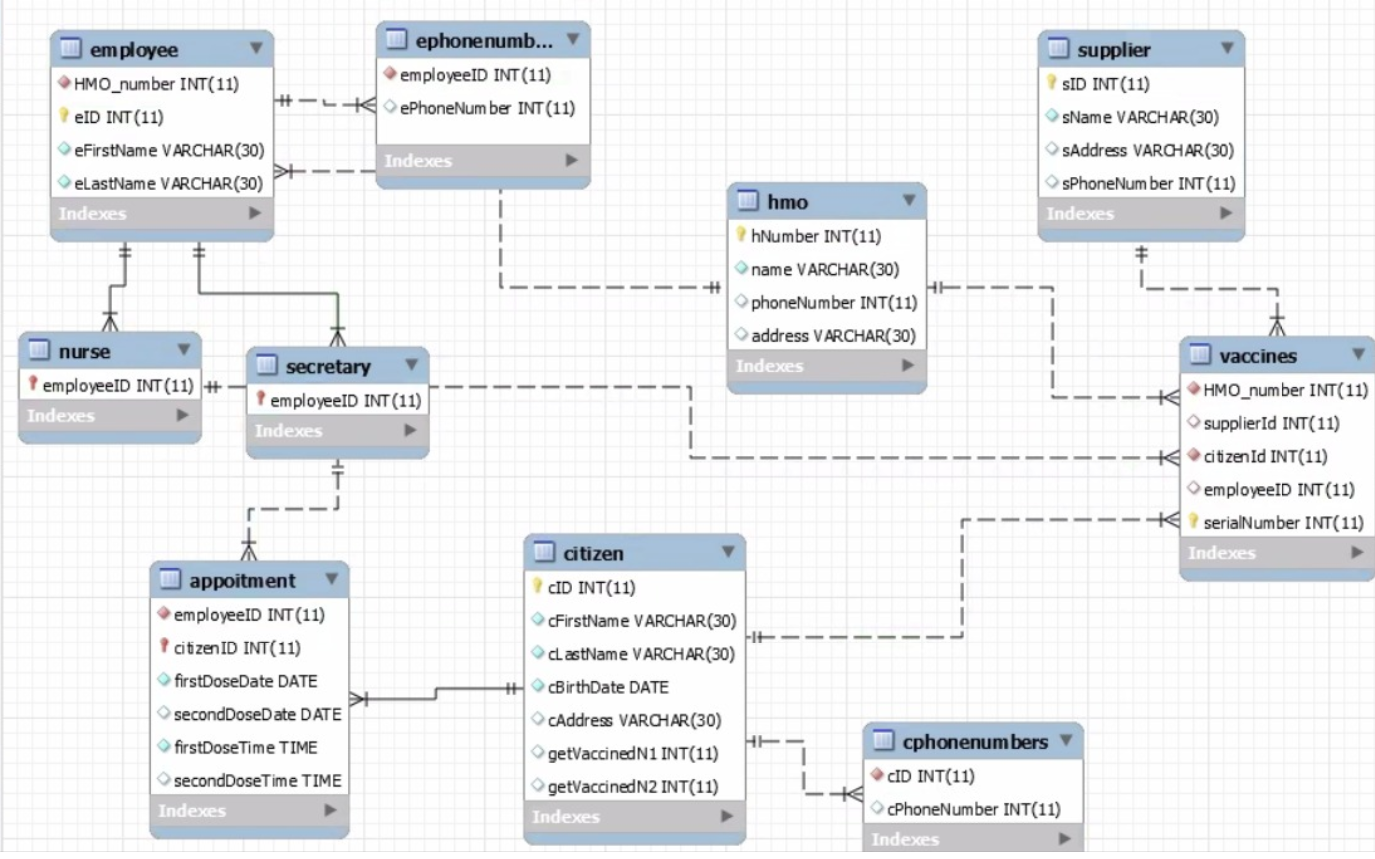 employee
HMO_number INT(11)
eID INT(11)
eFirstName VARCHAR(30)
eLastName VARCHAR(30)
Indexes
ephonenumb...
employeeID INT(11)
ePhoneNumber INT(11)
Indexes
supplier
sID INT(11)
sName VARCHAR(30)
sAddress VARCHAR(30)
sPhoneNumber INT(11)
Indexes
hmo
hNumber INT(11)
name VARCHAR(30)
phoneNumber INT(11)
address VARCHAR(30)
Indexes
nurse
employeeID INT(11)
Indexes
secretary
employeeID INT(11)
Indexes
vaccines
HMO_number INT(11)
supplierId INT(11)
citizenId INT(11)
employeeID INT(11)
serialNumber INT(11)
Indexes
appoitment
employeeID INT(11)
citizenID INT(11)
firstDoseDate DATE
secondDoseDate DATE
firstDoseTime TIME
secondDoseTime TIME
Indexes
citizen
cID INT(11)
cFirstName VARCHAR(30)
cLastName VARCHAR(30)
cBirthDate DATE
cAddress VARCHAR(30)
getVaccinedN1 INT(11)
getVaccinedN2 INT(11)
Indexes
cphonenumbers
cID INT(11)
cPhoneNumber INT(11)
Indexes